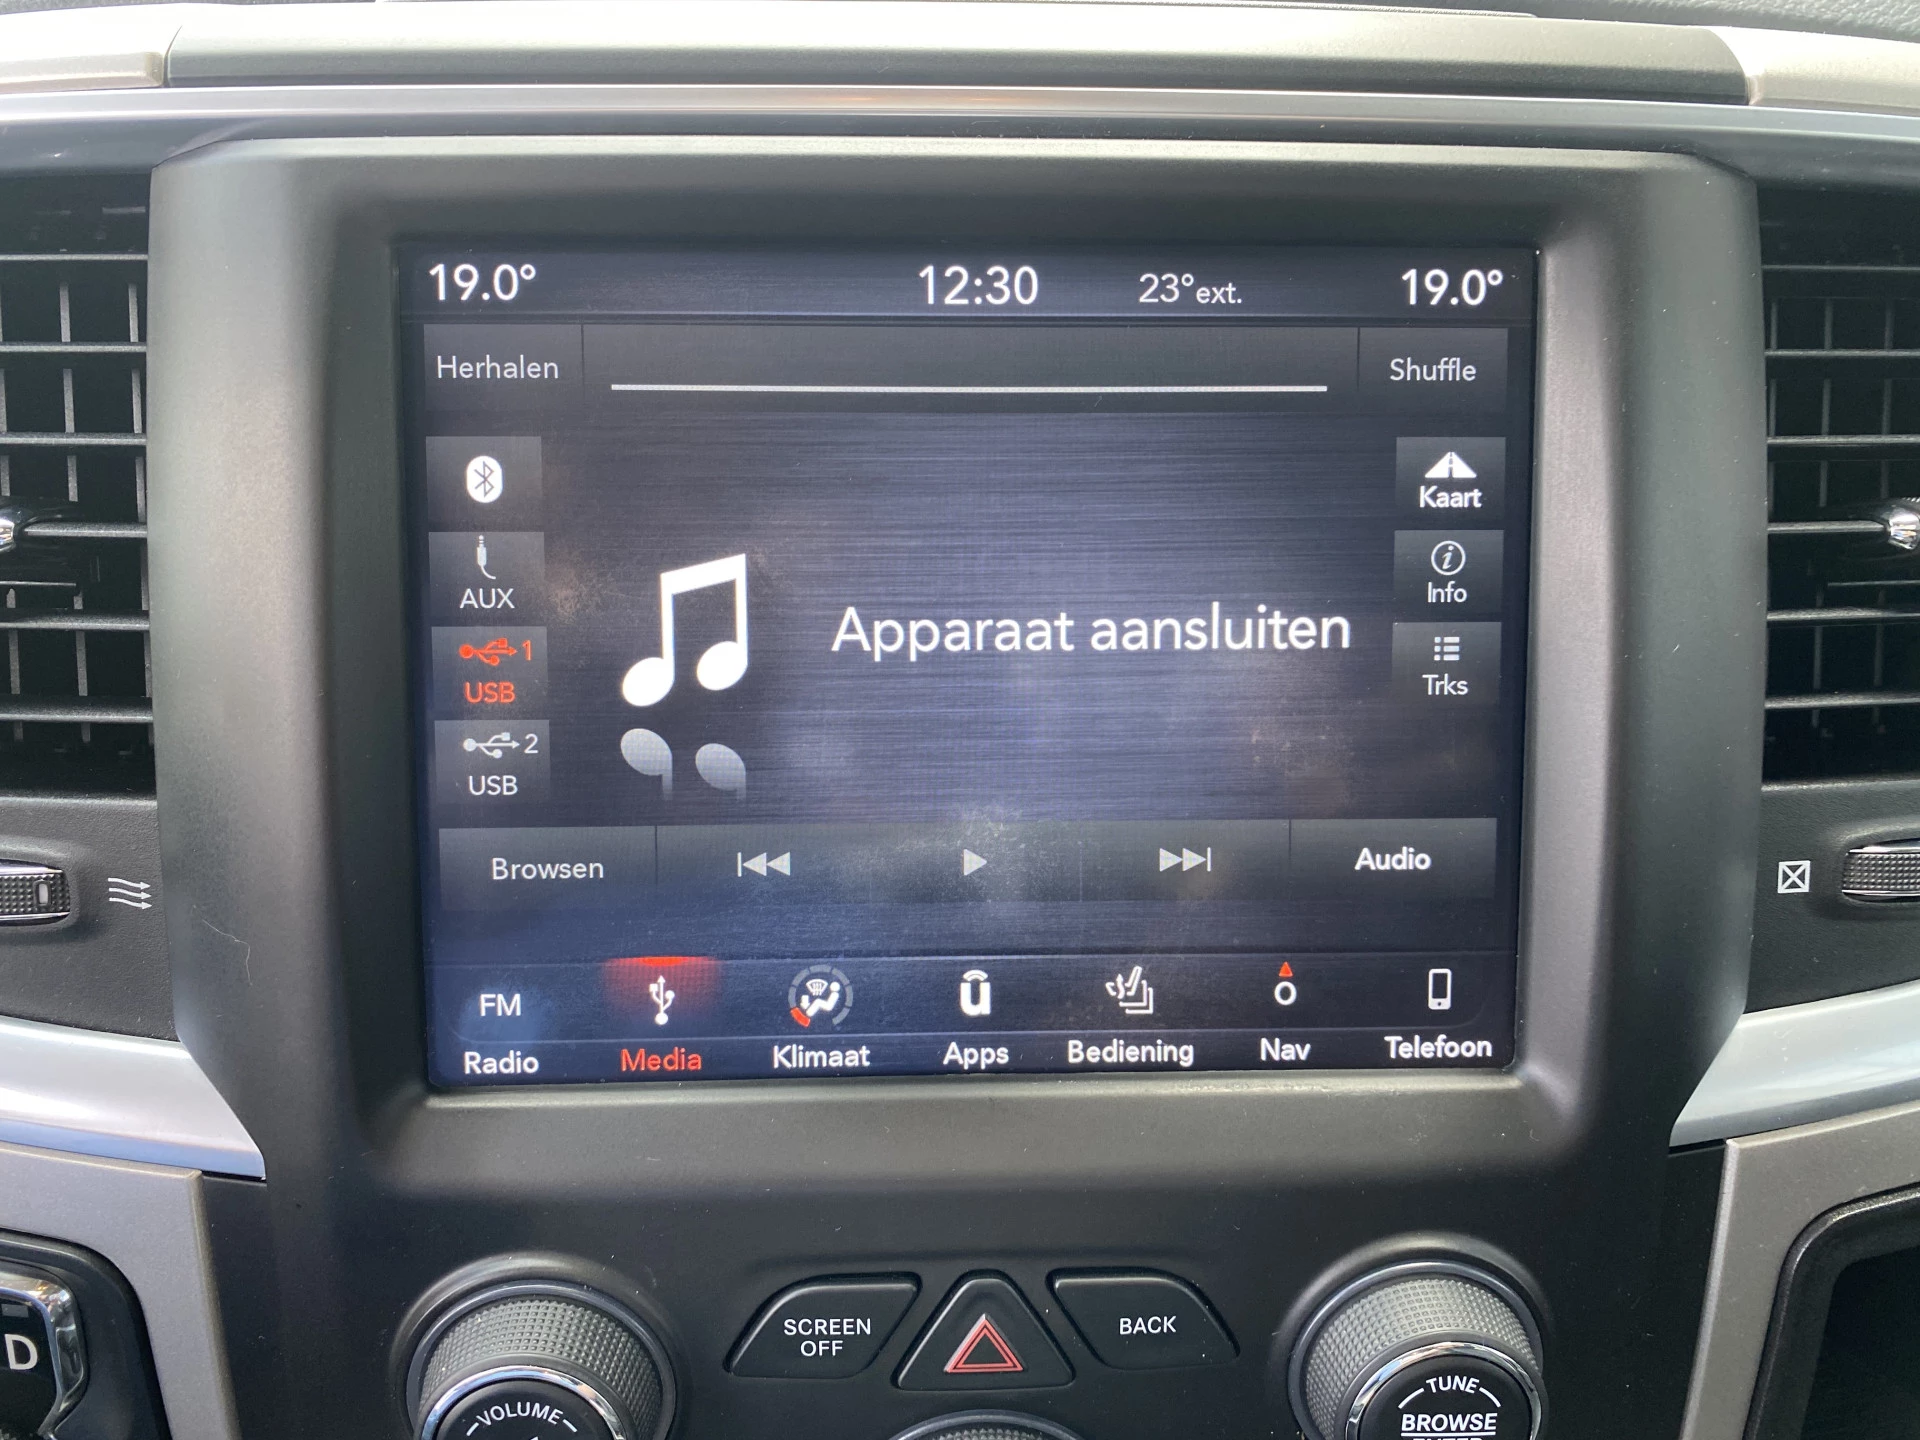 19.0° 12:30 23°ext. 19.0°
Herhalen Shuffle
Kaart
AUX
Info
1
USB
Apparaat aansluiten
Trks
2
USB
Browsen Audio
FM
Radio Media Klimaat Apps Bediening Nav Telefoon
SCREEN
OFF
BACK
D
VOLUME
TUNE
BROWSE